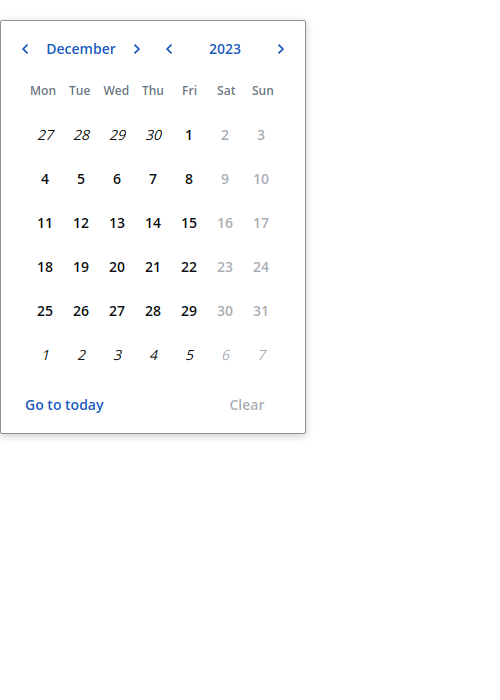 December 2023
Mon Tue Wed Thu Fri Sat Sun
27 28 29 30 1 2 3
4 5 6 7 8 9 10
11 12 13 14 15 16 17
18 19 20 21 22 23 24
25 26 27 28 29 30 31
1 2 3 4 5 6 7
Go to today Clear